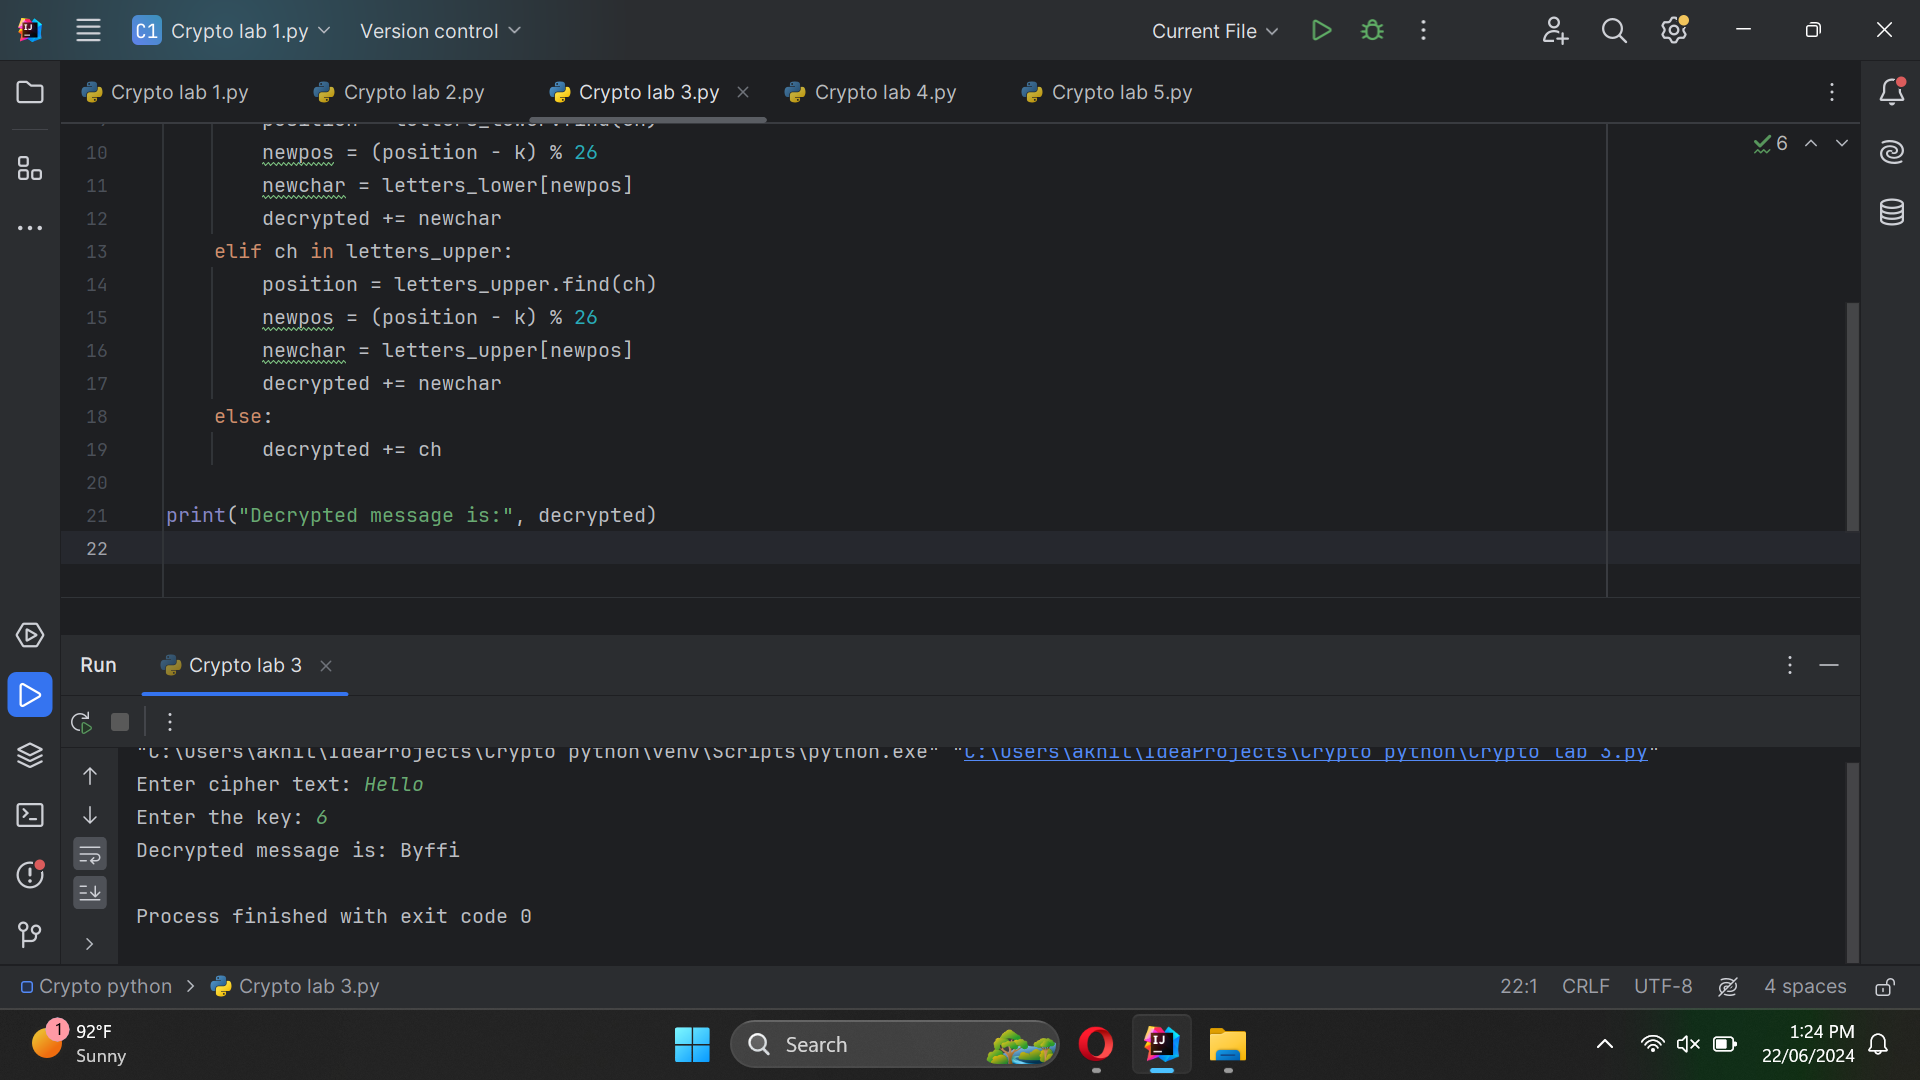 C1 Crypto lab 1.py Version control Current File
Crypto lab 1.py Crypto lab 2.py Crypto lab 3.py Crypto lab 4.py Crypto lab 5.py
position = letters_lower.find(ch)
6
10 newpos = (position - k) % 26
11 newchar = letters_lower[newpos]
12 decrypted += newchar
13 elif ch in letters_upper:
14 position = letters_upper.find(ch)
15 newpos = (position - k) % 26
16 newchar = letters_upper[newpos]
17 decrypted += newchar
18 else:
19 decrypted += ch
20
21 print("Decrypted message is:", decrypted)
22
Run Crypto lab 3
"C:\Users\akhil\IdeaProjects\Crypto python\venv\Scripts\python.exe" "C:\Users\akhil\IdeaProjects\Crypto python\Crypto lab 3.py"
Enter cipher text: Hello
Enter the key: 6
Decrypted message is: Byffi
Process finished with exit code 0
Crypto python > Crypto lab 3.py 22:1 CRLF UTF-8 4 spaces
1 92°F
Sunny
Search
1:24 PM
22/06/2024